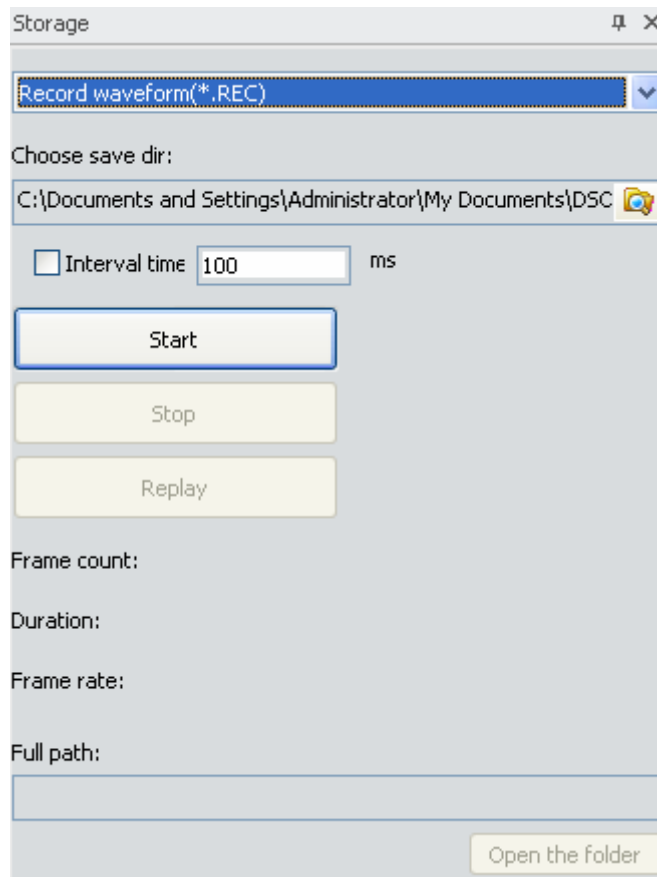 Storage
Record waveform(*.REC)
Choose save dir:
C:\Documents and Settings\Administrator\My Documents\DSC
Interval time 100 ms
Start
Stop
Replay
Frame count:
Duration:
Frame rate:
Full path:
Open the folder